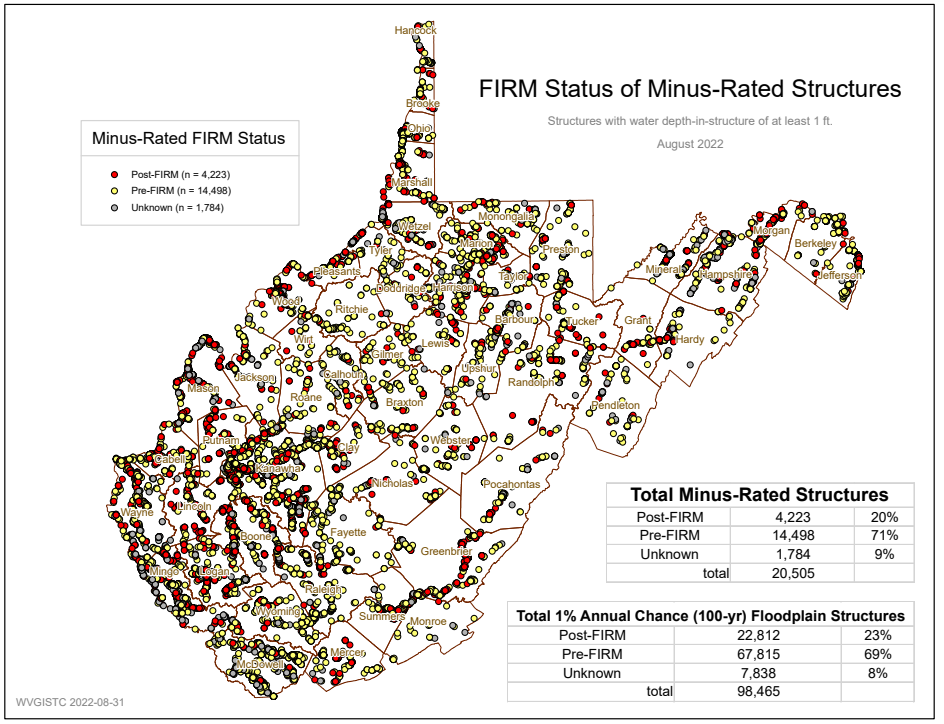 FIRM Status of Minus-Rated Structures
Structures with water depth-in-structure of at least 1 ft.
August 2022
Minus-Rated FIRM Status
Post-FIRM (n = 4,223)
Pre-FIRM (n = 14,498)
Unknown (n = 1,784)
Hancock
Brooke
Ohio
Marshall
Wetzel
Monongalia
Morgan
Tyler
Marion
Preston
Berkeley
Pleasants
Taylor
Mineral
Hampshire
Jefferson
Doddridge
Harrison
Wood
Ritchie
Barbour
Tucker
Grant
Wirt
Lewis
Hardy
Gilmer
Upshur
Jackson
Calhoun
Randolph
Mason
Roane
Braxton
Pendleton
Putnam
Webster
Clay
Cabell
Kanawha
Nicholas
Pocahontas
Wayne
Lincoln
Boone
Fayette
Greenbrier
Mingo
Logan
Raleigh
Wyoming
Summers
Monroe
Mercer
McDowell
Total Minus-Rated Structures
Post-FIRM 4,223 20%
Pre-FIRM 14,498 71%
Unknown 1,784 9%
total 20,505
Total 1% Annual Chance (100-yr) Floodplain Structures
Post-FIRM 22,812 23%
Pre-FIRM 67,815 69%
Unknown 7,838 8%
total 98,465
WVGISTC 2022-08-31